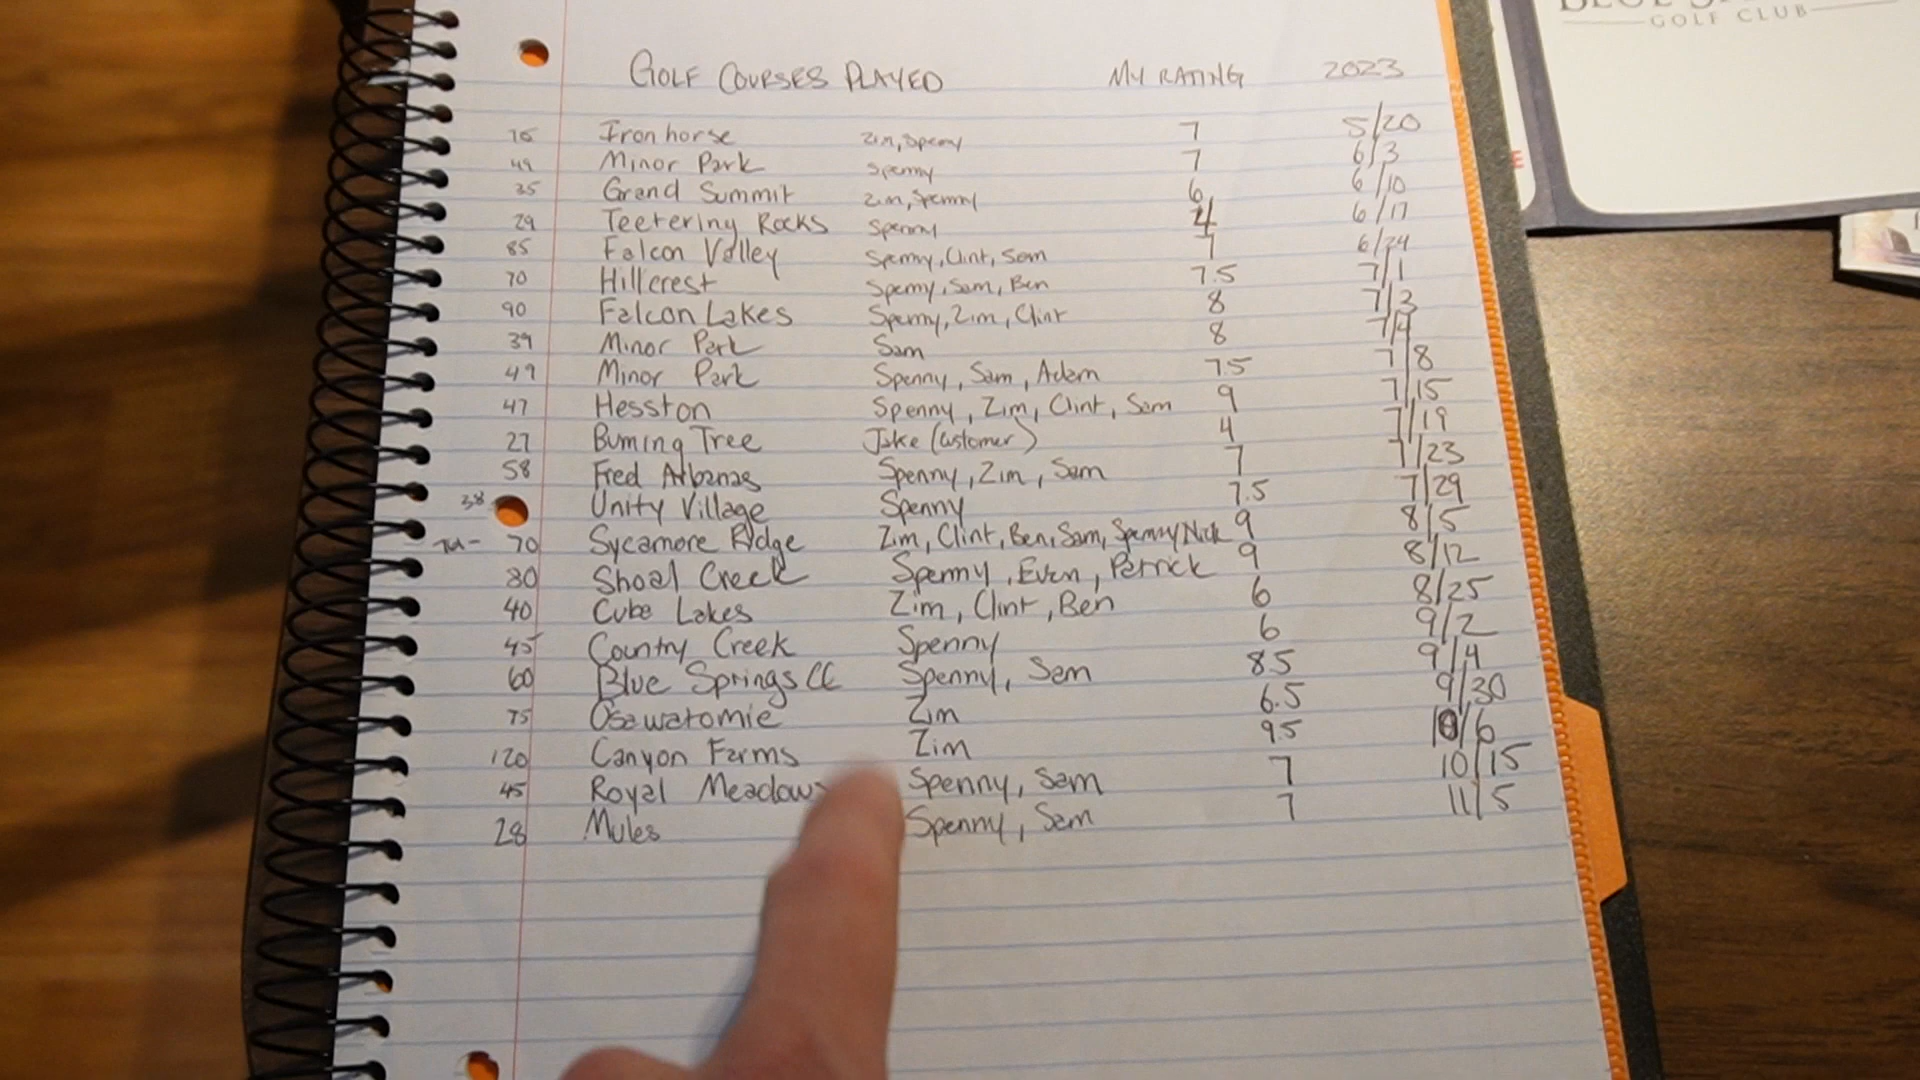 GOLF CLUB
GOLF COURSES PLAYED MY RATING 2023
Ironhorse Zim, Spenny 7 5/20
49 Minor Park Spenny 7 6/3
35 Grand Summit Zim, Spenny 6 6/10
29 Teetering Rocks Spenny 4 6/17
85 Falcon Valley Spenny, Clint, Sam 7 6/24
70 Hillcrest Spenny, Sam, Ben 7.5 7/1
90 Falcon Lakes Spenny, Zim, Clint 8 7/3
39 Minor Park Sam 8 7/4
49 Minor Park Spenny, Sam, Adam 7.5 7/8
47 Hesston Spenny, Zim, Clint, Sam 9 7/15
27 Burning Tree Jake (customer) 4 7/19
58 Fred Arbanas Spenny, Zim, Sam 7 7/23
38 Unity Village Spenny 7.5 7/29
70 Sycamore Ridge Zim, Clint, Ben, Sam, Spenny Nick 9 8/5
80 Shoal Creek Spenny, Evan, Perrick 9 8/12
40 Cuba Lakes Zim, Clint, Ben 6 8/25
45 Country Creek Spenny 6 9/2
60 Blue Springs CC Spenny, Sam 8.5 9/4
75 Osawatomie Zim 6.5 9/30
120 Canyon Farms Zim 9.5 10/6
45 Royal Meadows Spenny, Sam 7 10/15
28 Mules Spenny, Sam 7 11/5